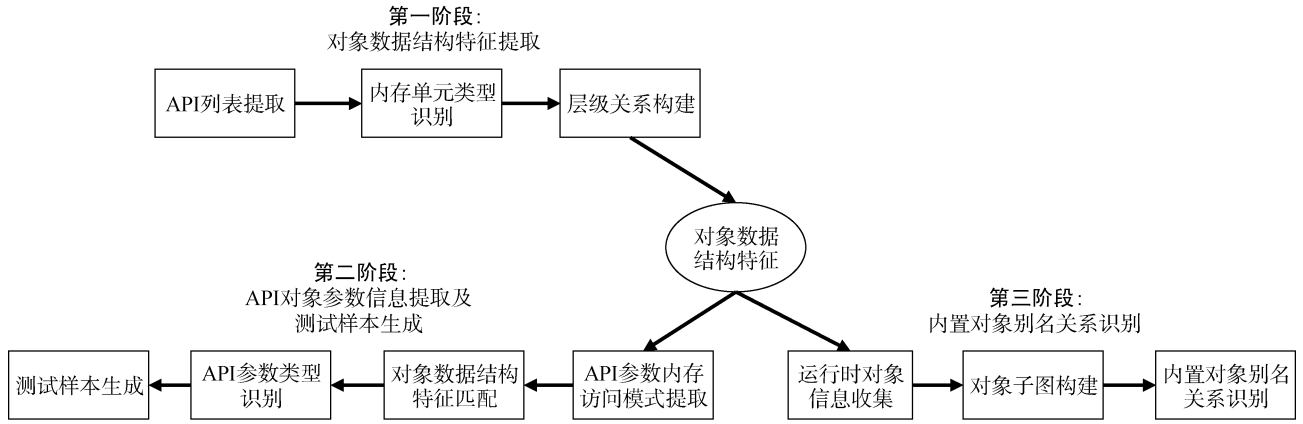 第一阶段：
对象数据结构特征提取
API列表提取
内存单元类型
识别
层级关系构建
对象数据
结构特征
第二阶段：
API对象参数信息提取及
测试样本生成
第三阶段：
内置对象别名关系识别
测试样本生成
API参数类型
识别
对象数据结构
特征匹配
API参数内存
访问模式提取
运行时对象
信息收集
对象子图构建
内置对象别名
关系识别